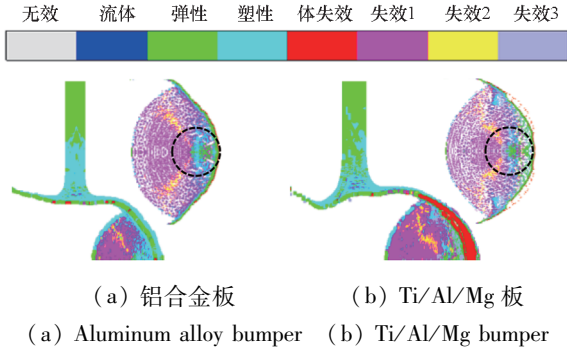 无效 流体 弹性 塑性 体失效 失效1 失效2 失效3
(a) 铝合金板 (b) Ti/Al/Mg 板
(a) Aluminum alloy bumper (b) Ti/Al/Mg bumper